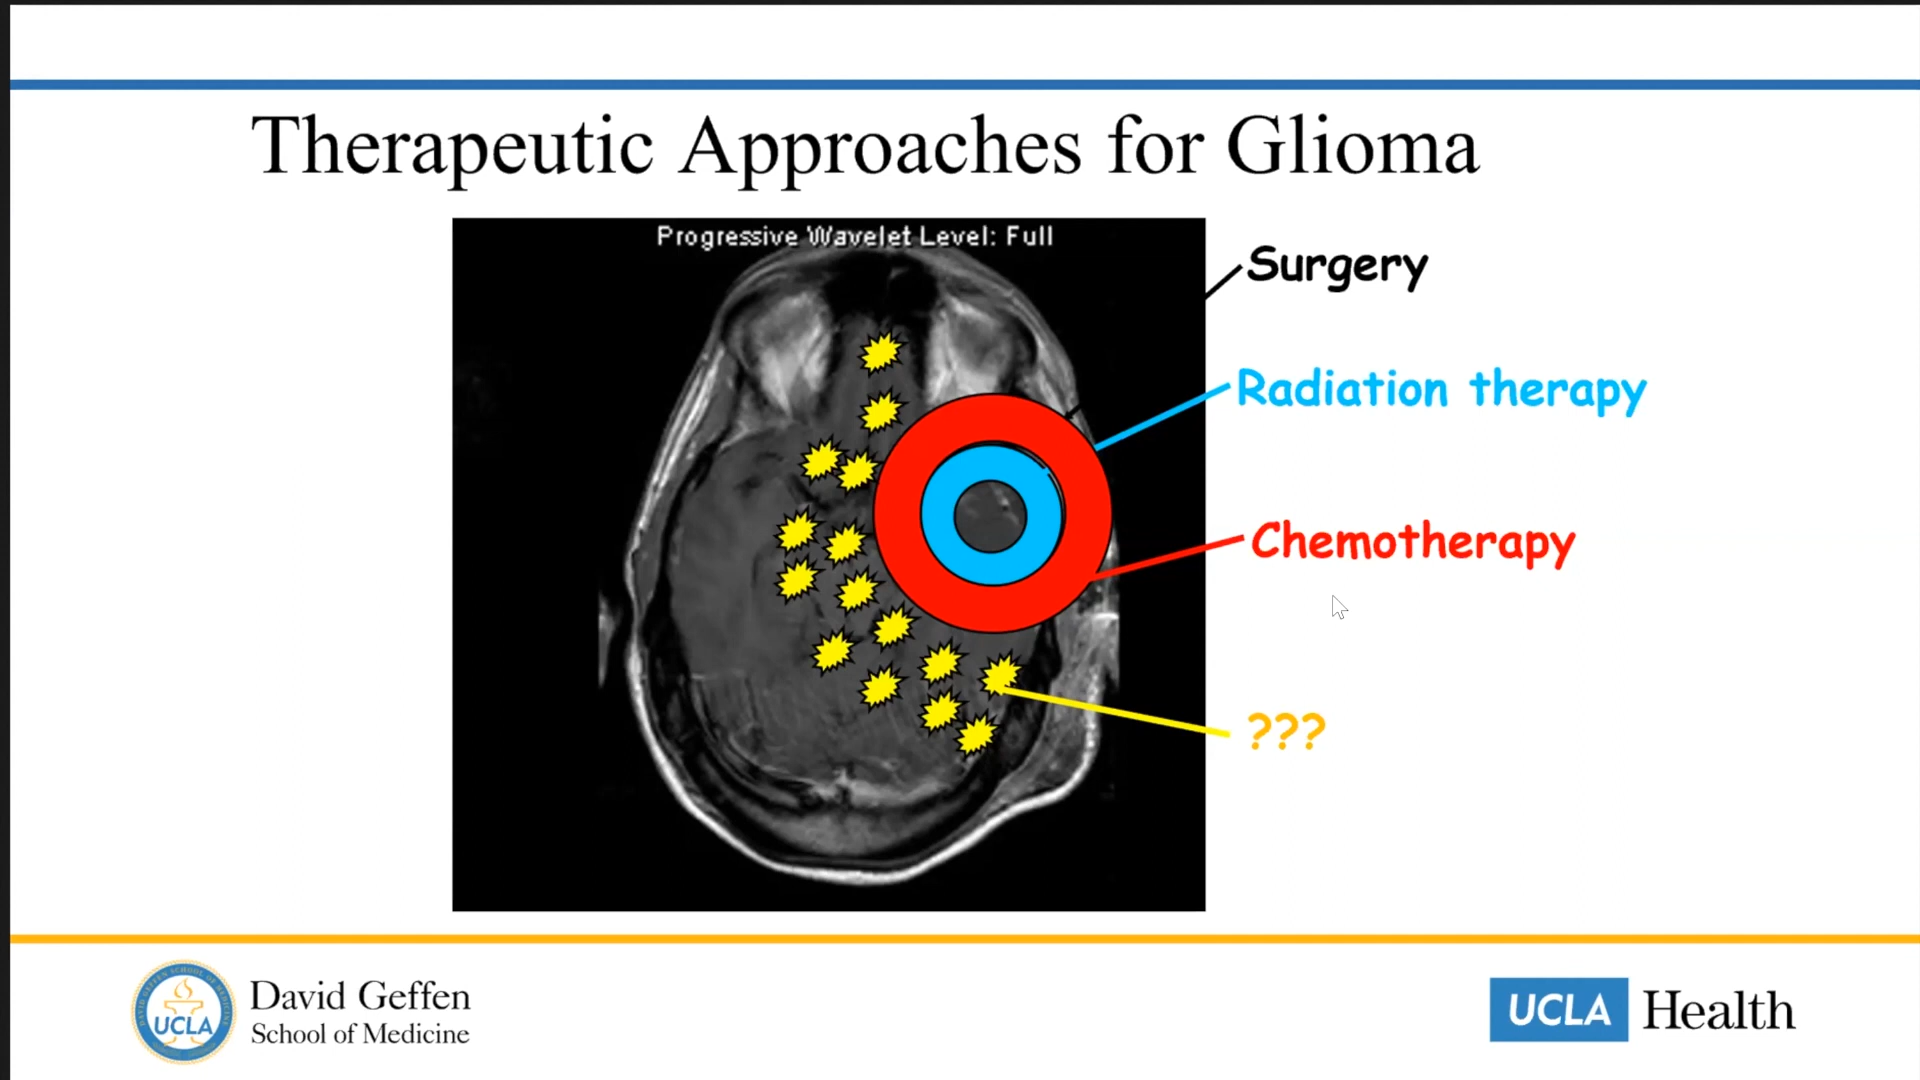 Therapeutic Approaches for Glioma
Progressive Wavelet Level: Full
Surgery
Radiation therapy
Chemotherapy
???
UCLA
David Geffen
School of Medicine
UCLA Health